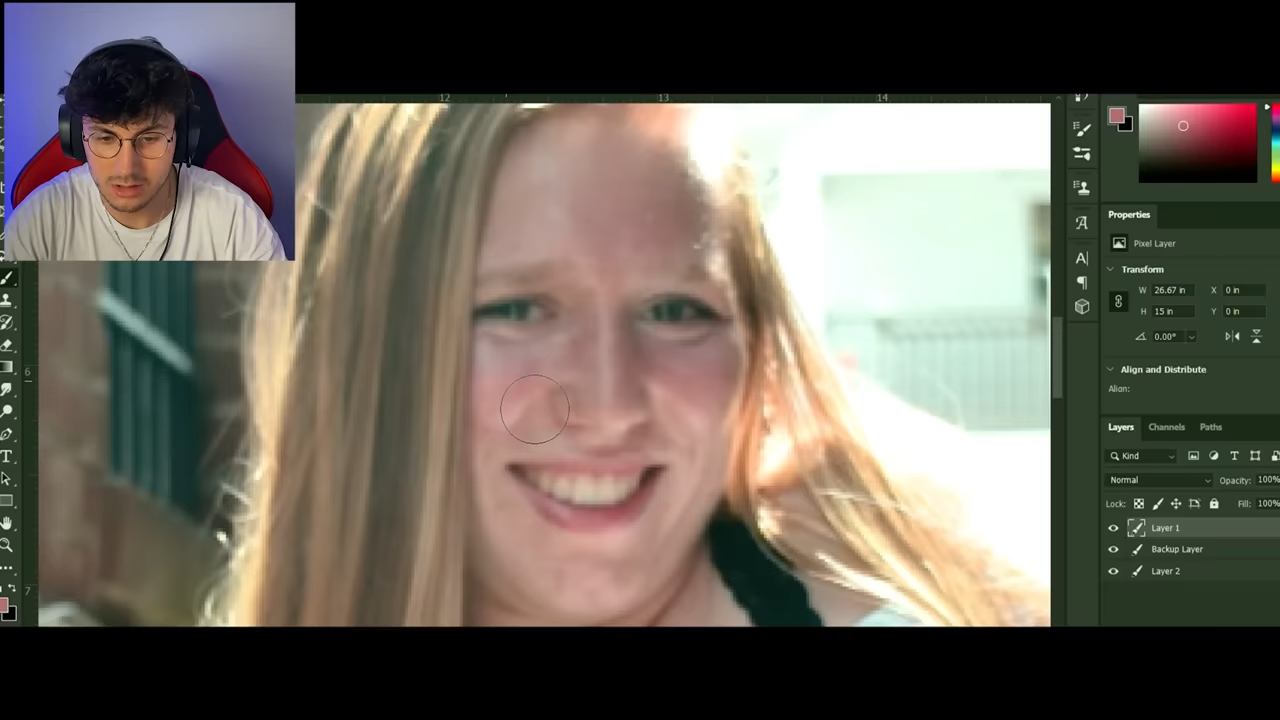 12 13 14
6
7
Properties
Pixel Layer
Transform
W 26.67 in X 0 in
H 15 in Y 0 in
0.00°
Align and Distribute
Align:
Layers Channels Paths
Kind
Normal Opacity: 100%
Lock: Fill: 100%
Layer 1
Backup Layer
Layer 2